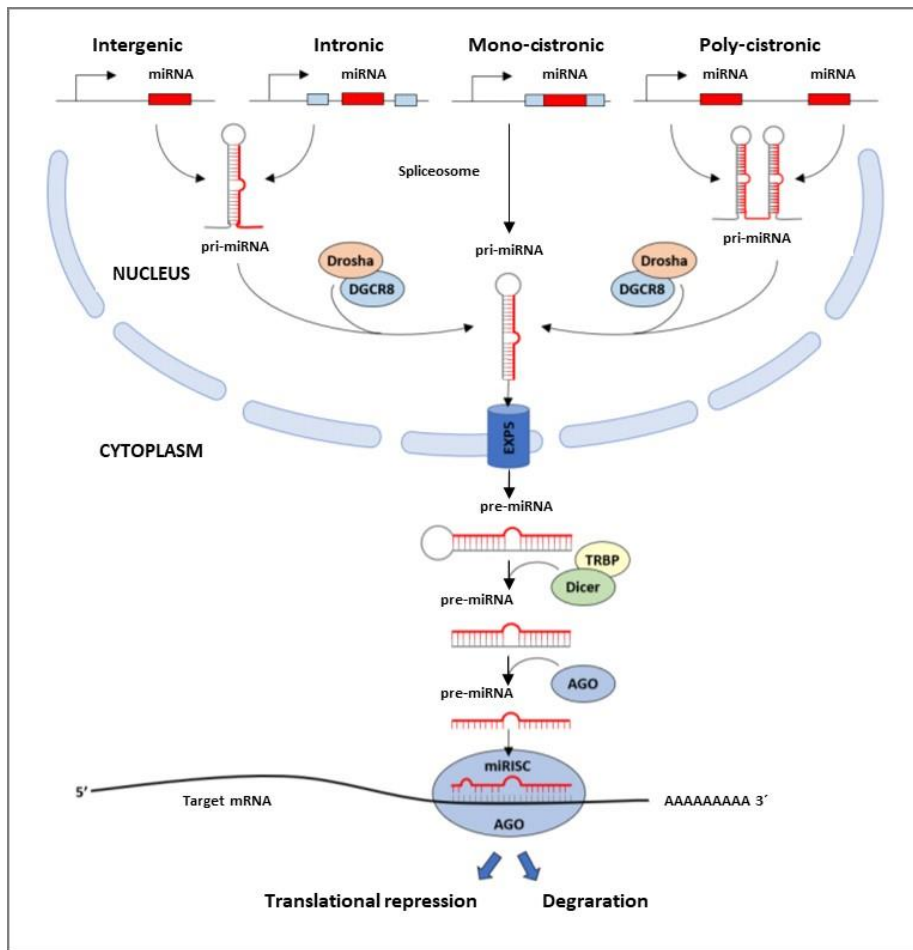 Intergenic
Intronic
Mono-cistronic
Poly-cistronic
miRNA
miRNA
miRNA
miRNA
miRNA
Spliceosome
pri-miRNA
pri-miRNA
pri-miRNA
NUCLEUS
Drosha
DGCR8
Drosha
DGCR8
CYTOPLASM
EXP5
pre-miRNA
TRBP
Dicer
pre-miRNA
AGO
pre-miRNA
miRISC
5'
Target mRNA
AAAAAAAAA 3´
AGO
Translational repression
Degraration